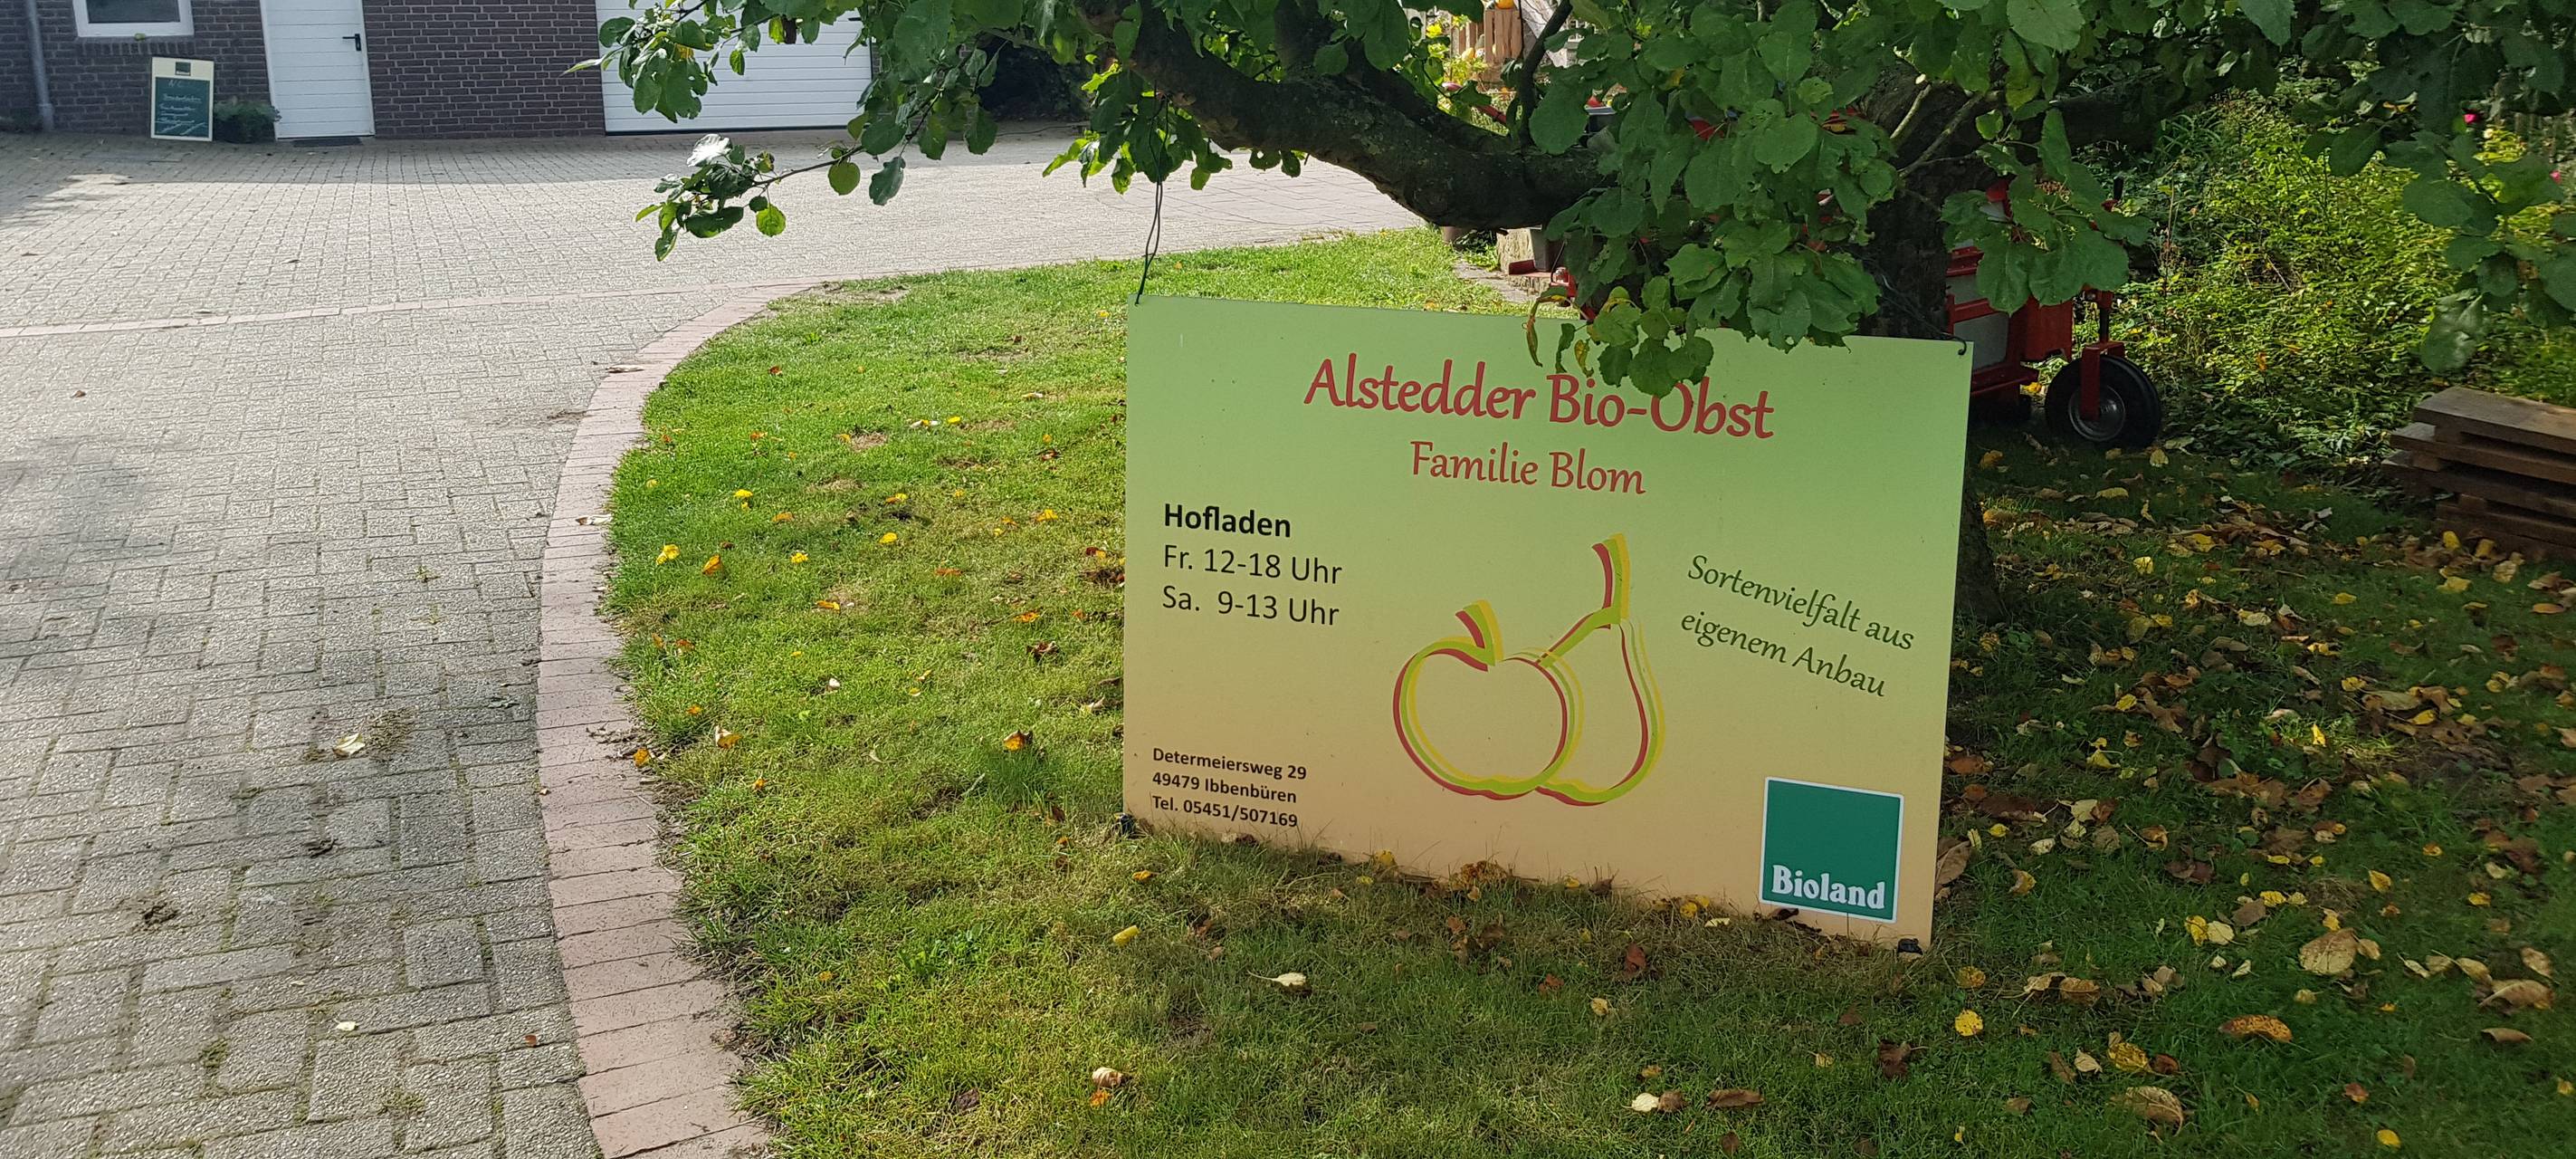 Alstedder Bio-Obst
Familie Blom
Hofladen
Fr. 12-18 Uhr
Sa. 9-13 Uhr
Sortenvielfalt aus
eigenem Anbau
Determeiersweg 29
49479 Ibbenbüren
Tel. 05451/507169
Bioland